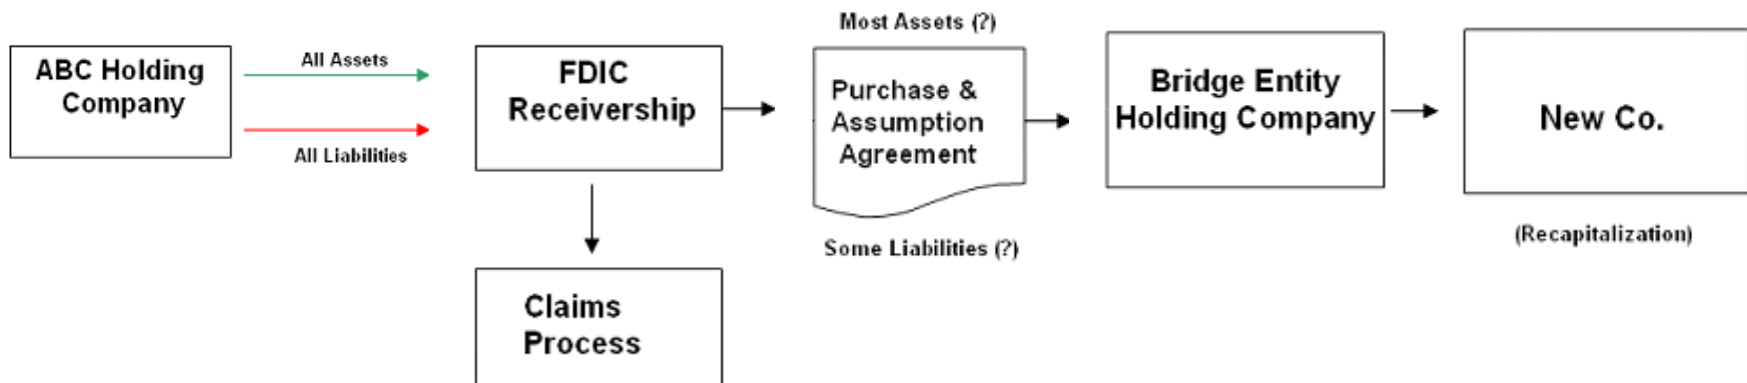 ABC Holding
Company
All Assets
All Liabilities
FDIC
Receivership
Claims
Process
Most Assets (?)
Purchase &
Assumption
Agreement
Some Liabilities (?)
Bridge Entity
Holding Company
New Co.
(Recapitalization)